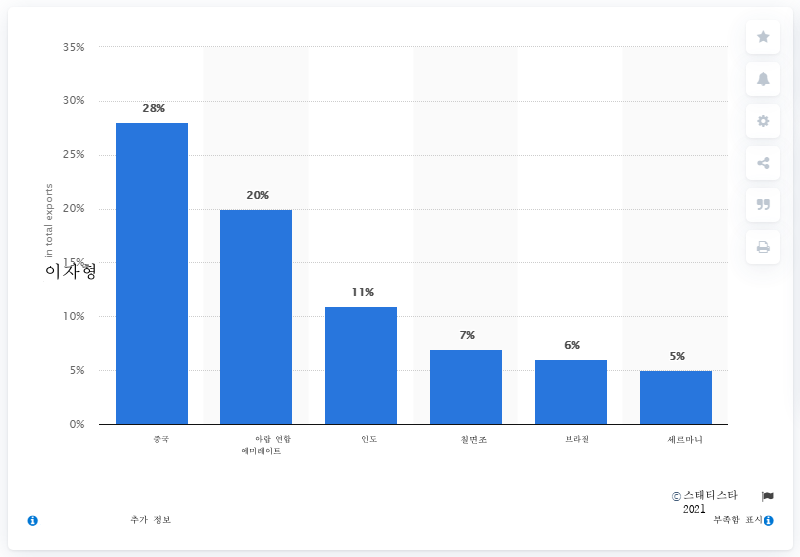 35%
30%
28%
25%
20%
20%
in total exports
15%
이자형
11%
10%
7%
6%
5%
5%
0%
중국
아랍 연합
에미레이트
인도
칠면조
브라질
세르마니
© 스태티스타
2021
추가 정보
부족함 표시